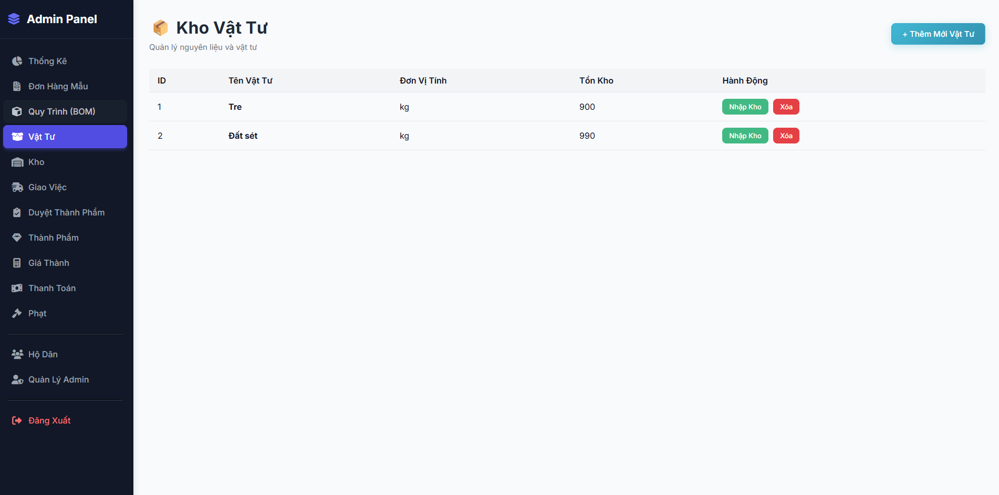 Admin Panel
Thống Kê
Đơn Hàng Mẫu
Quy Trình (BOM)
Vật Tư
Kho
Giao Việc
Duyệt Thành Phẩm
Thành Phẩm
Giá Thành
Thanh Toán
Phạt
Hộ Dân
Quản Lý Admin
Đăng Xuất
Kho Vật Tư
Quản lý nguyên liệu và vật tư
+ Thêm Mới Vật Tư
ID Tên Vật Tư Đơn Vị Tính Tồn Kho Hành Động
1 Tre kg 900 Nhập Kho Xóa
2 Đất sét kg 990 Nhập Kho Xóa